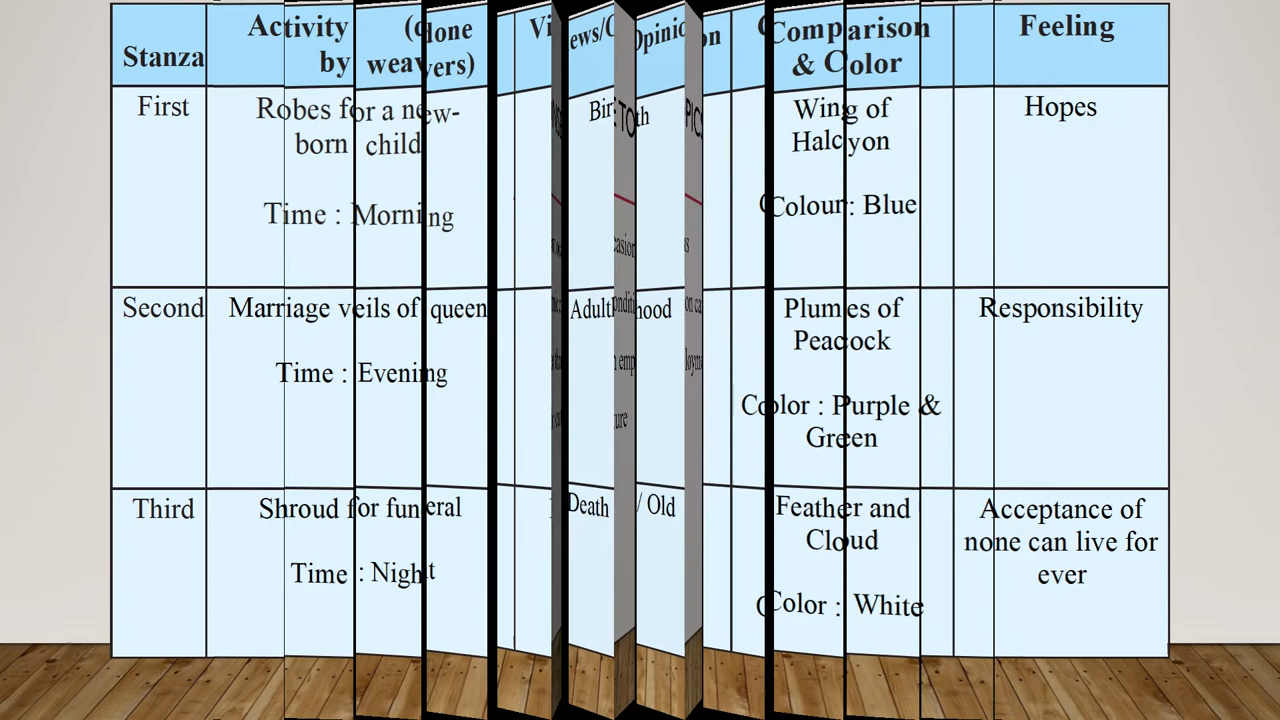 Stanza
Activity (done
by weavers)
Views/Opinion
Comparison
& Color
Feeling
First
Robes for a new-
born child
Time : Morning
Birth
Wing of
Halcyon
Colour : Blue
Hopes
Second
Marriage veils of queen
Time : Evening
Adulthood
Plumes of
Peacock
Color : Purple &
Green
Responsibility
Third
Shroud for funeral
Time : Night
Death / Old
Feather and
Cloud
Color : White
Acceptance of
none can live for
ever